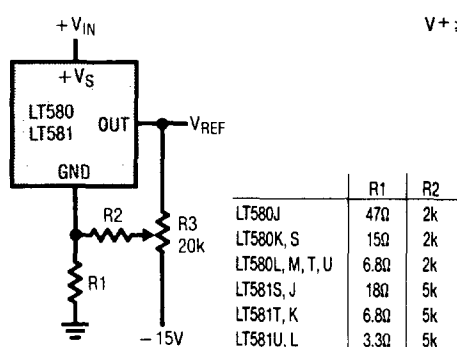 +VIN
V+
+VS
LT580
LT581
OUT
VREF
GND
R2
R3
20k
R1
−15V
R1 R2
LT580J 47Ω 2k
LT580K, S 15Ω 2k
LT580L, M, T, U 6.8Ω 2k
LT581S, J 18Ω 5k
LT581T, K 6.8Ω 5k
LT581U, L 3.3Ω 5k